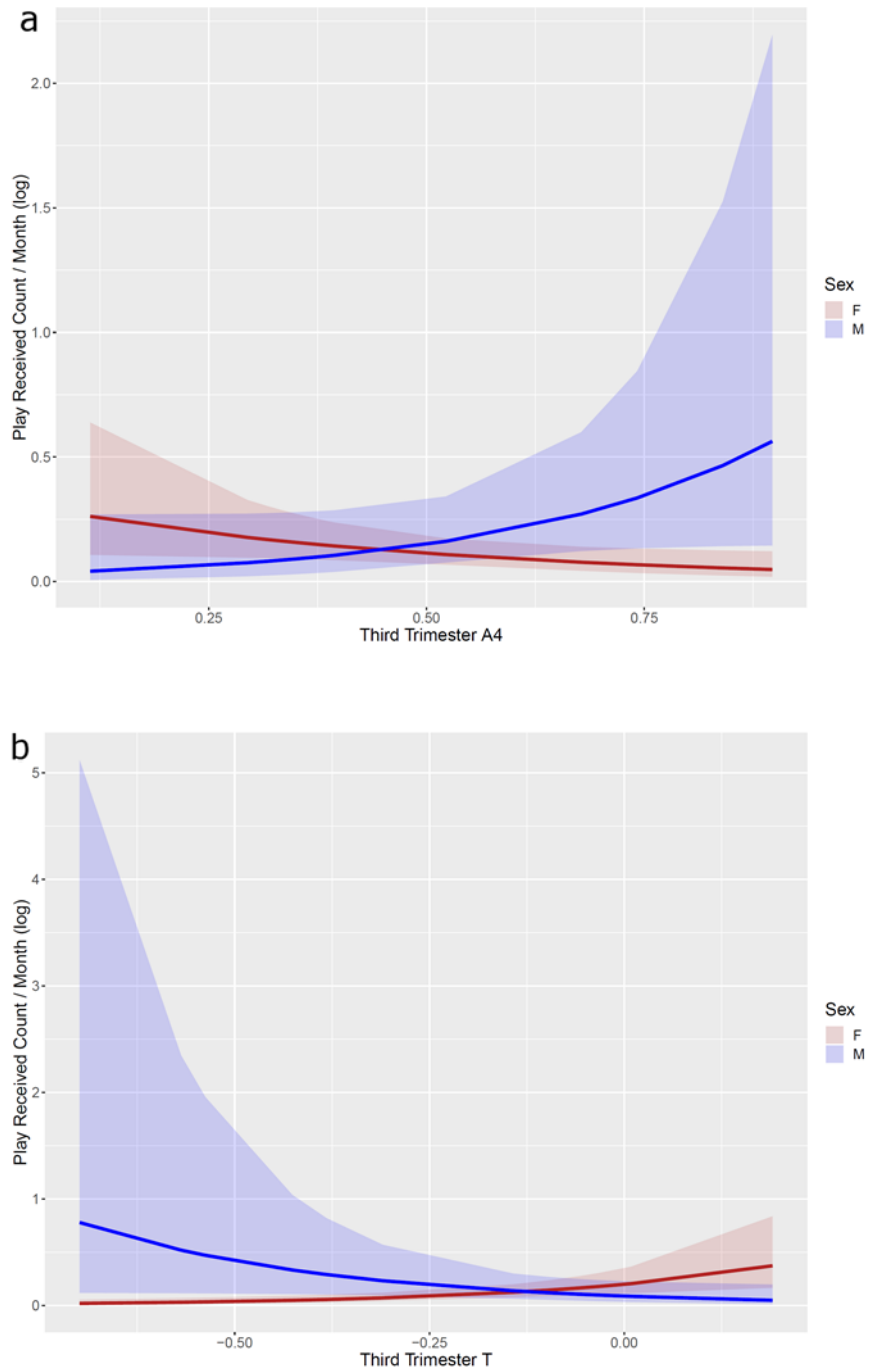 a
Play Received Count / Month (log)
2.0
1.5
1.0
0.5
0.0
0.25
0.50
0.75
Third Trimester A4
Sex
F
M
b
Play Received Count / Month (log)
5
4
3
2
1
0
−0.50
−0.25
0.00
Third Trimester T
Sex
F
M